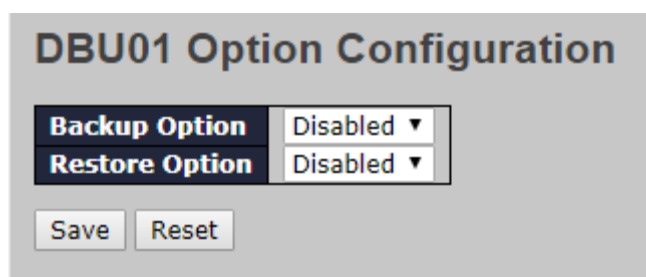 DBU01 Option Configuration
Backup Option Disabled
Restore Option Disabled
Save Reset